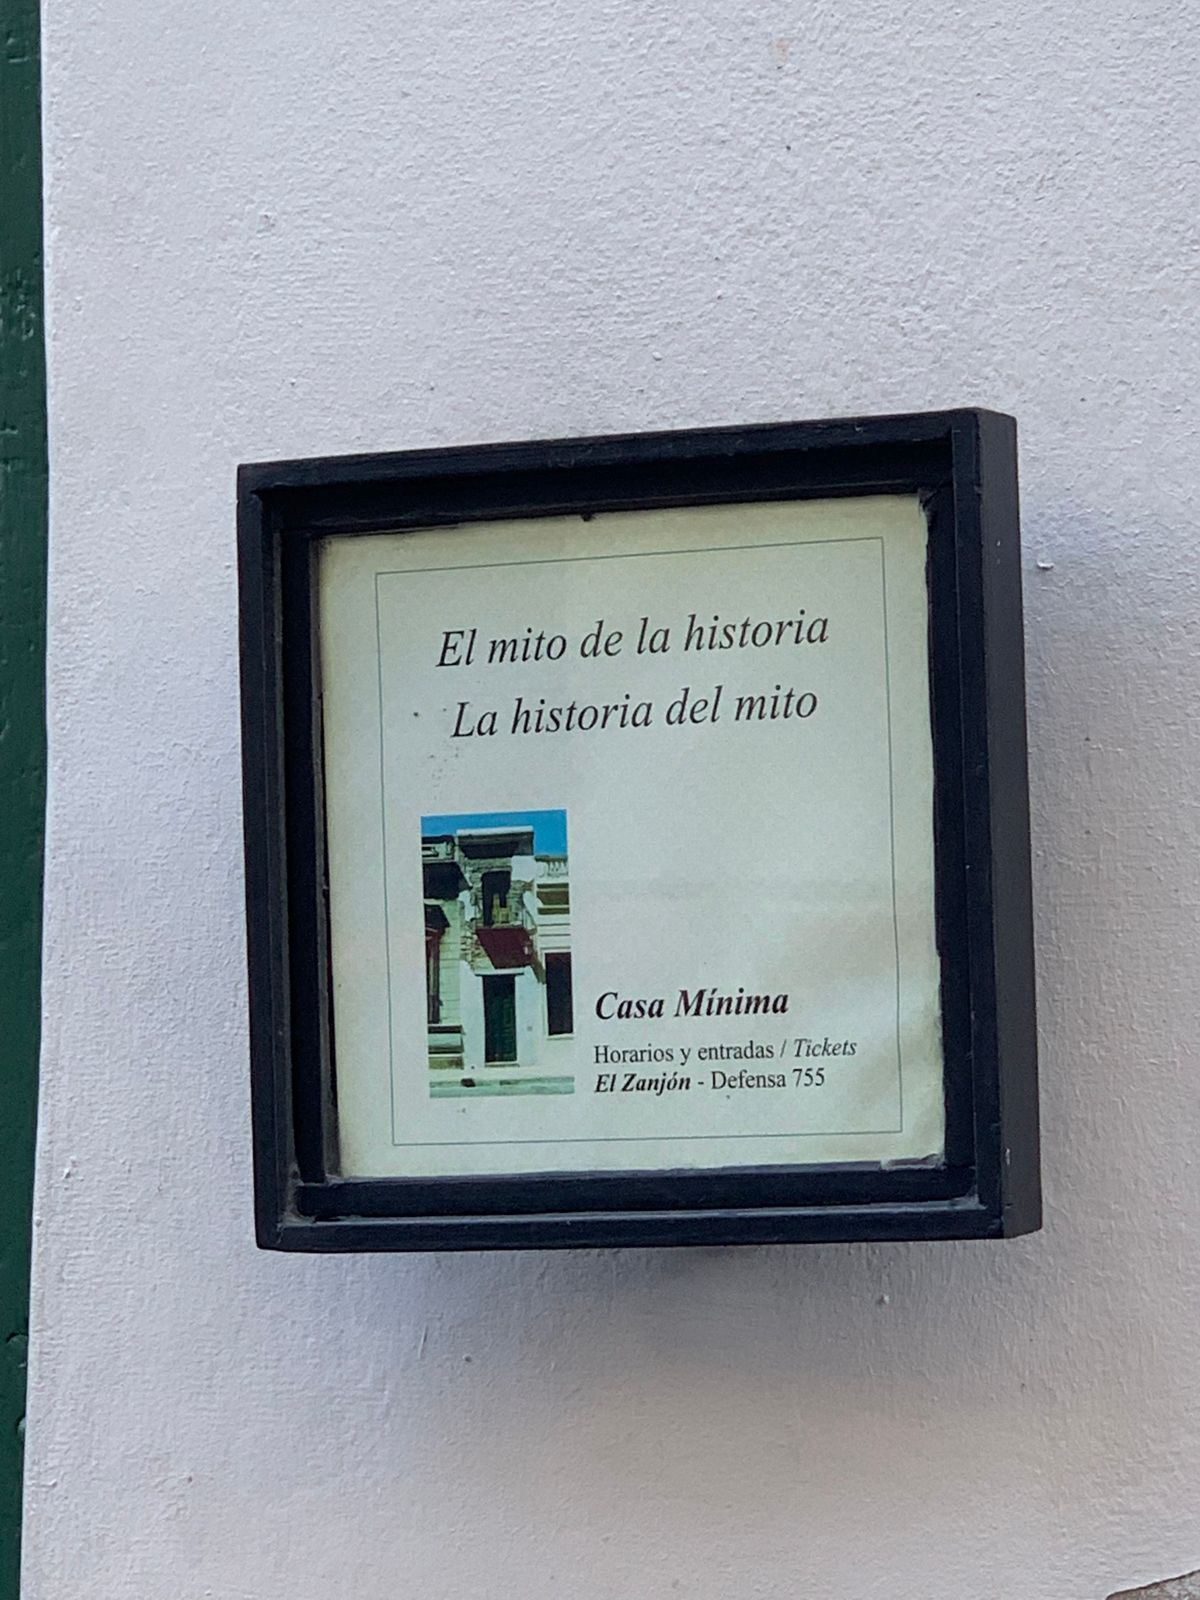 El mito de la historia
La historia del mito
Casa Mínima
Horarios y entradas / Tickets
El Zanjón - Defensa 755